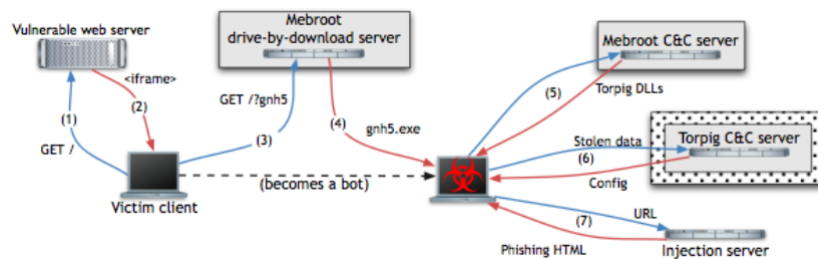 Vulnerable web server
<iframe>
(1)
(2)
GET /
Victim client
Mebroot
drive-by-download server
GET /?gnh5
(3)
(4)
gnh5.exe
(becomes a bot)
Mebroot C&C server
(5)
Torpig DLLs
Stolen data
(6)
Config
Torpig C&C server
(7)
URL
Phishing HTML
Injection server